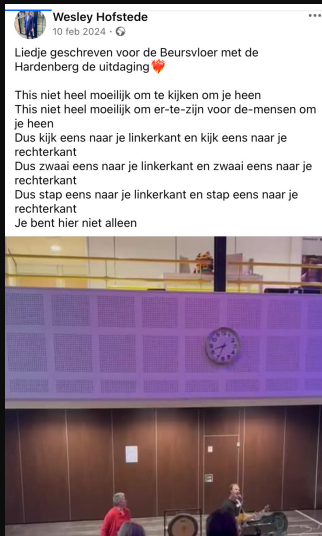 Wesley Hofstede
10 feb 2024 ·
Liedje geschreven voor de Beursvloer met de
Hardenberg de uitdaging❤️‍🔥
This niet heel moeilijk om te kijken om je heen
This niet heel moeilijk om er-te-zijn voor de-mensen om
je heen
Dus kijk eens naar je linkerkant en kijk eens naar je
rechterkant
Dus zwaai eens naar je linkerkant en zwaai eens naar je
rechterkant
Dus stap eens naar je linkerkant en stap eens naar je
rechterkant
Je bent hier niet alleen